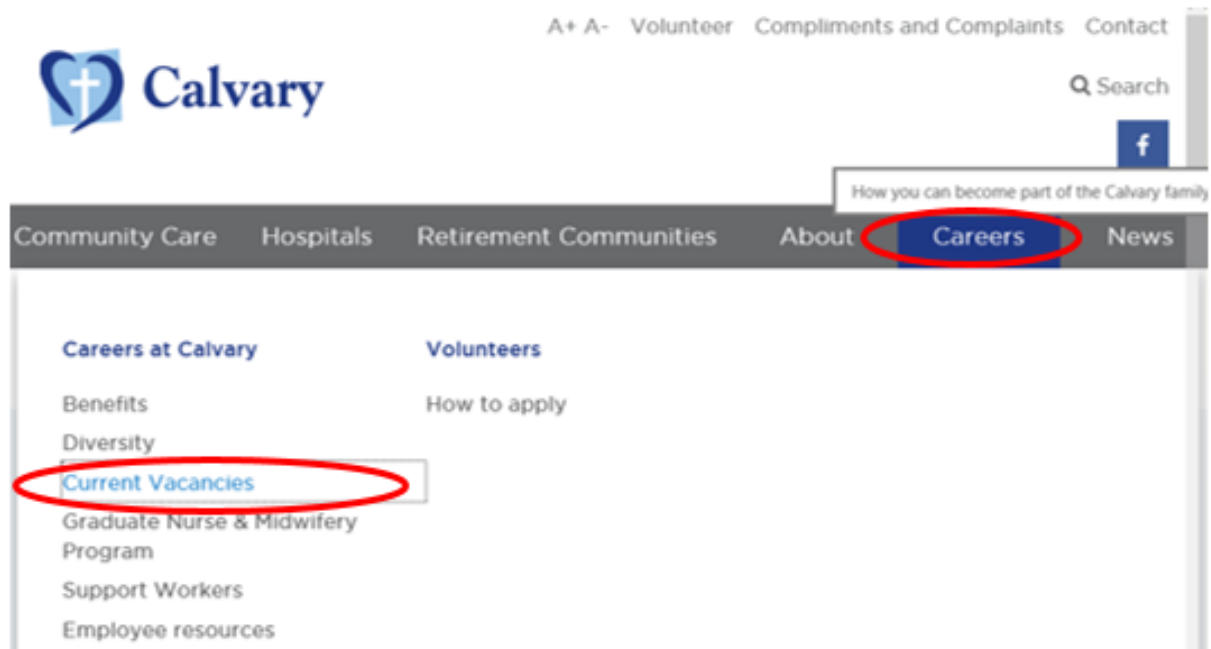 A+ A- Volunteer Compliments and Complaints Contact
Calvary
Search
f
How you can become part of the Calvary family
Community Care Hospitals Retirement Communities About Careers News
Careers at Calvary
Benefits
Diversity
Current Vacancies
Graduate Nurse & Midwifery
Program
Support Workers
Employee resources
Volunteers
How to apply